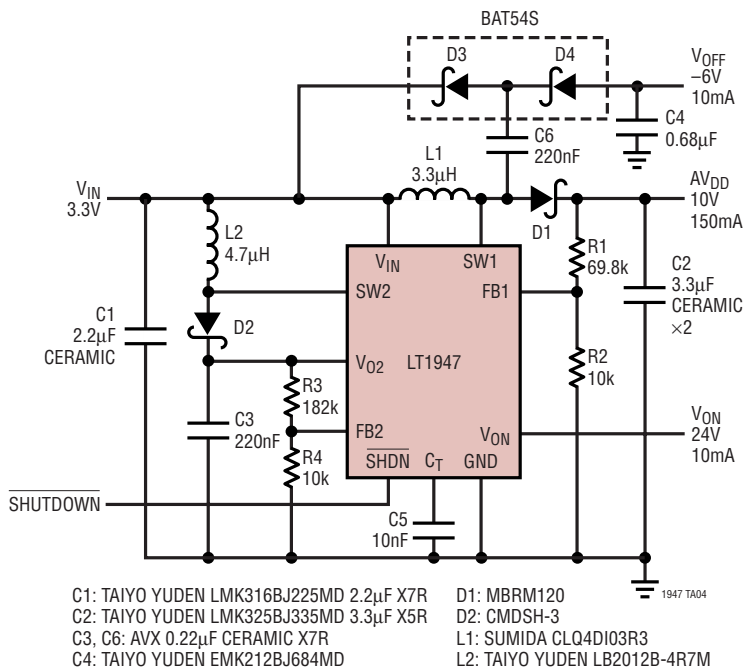 BAT54S
D3
D4
VOFF
–6V
10mA
C4
0.68µF
C6
220nF
L1
3.3µH
VIN
3.3V
AVDD
10V
150mA
D1
L2
4.7µH
VIN
SW1
R1
69.8k
C2
3.3µF
CERAMIC
×2
SW2
FB1
C1
2.2µF
CERAMIC
D2
VO2
LT1947
R2
10k
R3
182k
C3
220nF
FB2
VON
VON
24V
10mA
R4
10k
SHDN
CT
GND
SHUTDOWN
C5
10nF
1947 TA04
C1: TAIYO YUDEN LMK316BJ225MD 2.2µF X7R
C2: TAIYO YUDEN LMK325BJ335MD 3.3µF X5R
C3, C6: AVX 0.22µF CERAMIC X7R
C4: TAIYO YUDEN EMK212BJ684MD
D1: MBRM120
D2: CMDSH-3
L1: SUMIDA CLQ4DI03R3
L2: TAIYO YUDEN LB2012B-4R7M